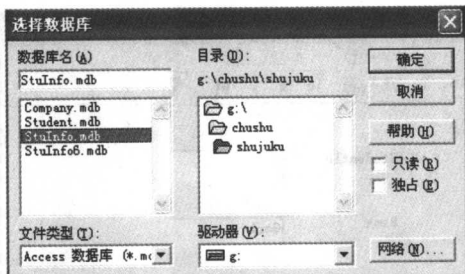 选择数据库
数据库名(A)
StuInfo.mdb
Company.mdb
Student.mdb
StuInfo.mdb
StuInfo6.mdb
文件类型(T):
Access 数据库 (*.mc
目录(D):
g:\chushu\shujuku
g:\
chushu
shujuku
驱动器(V):
g:
确定
取消
帮助(H)
只读(R)
独占(E)
网络(N)...